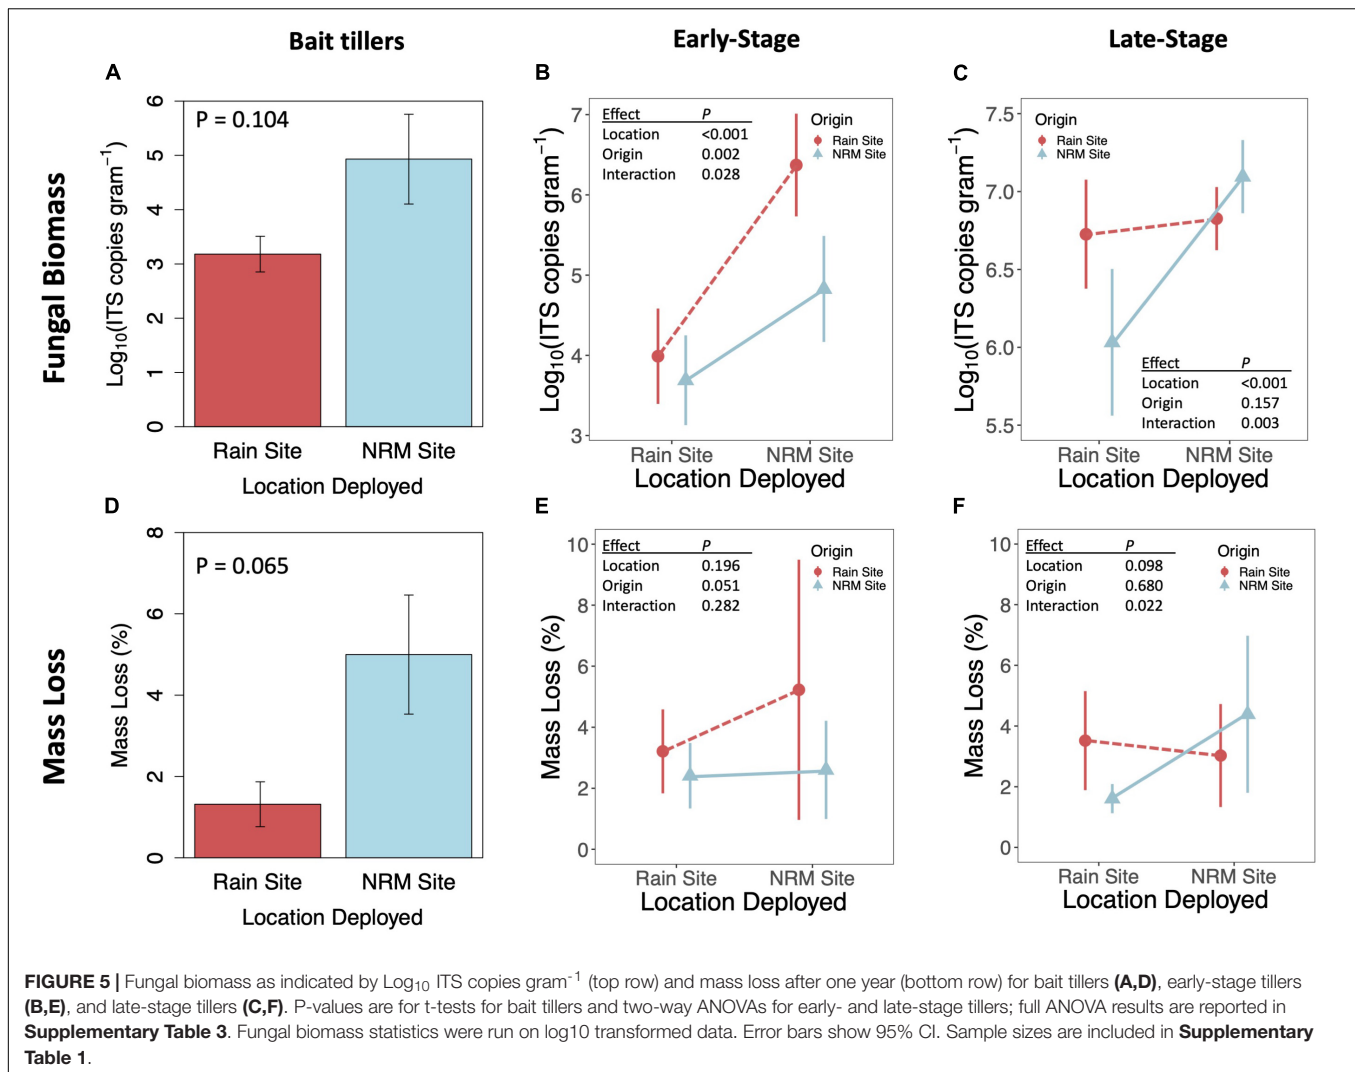 Bait tillers
Early-Stage
Late-Stage
Fungal Biomass
Mass Loss
A
Log10(ITS copies gram−1)
6
5
4
3
2
1
0
P = 0.104
Rain Site
NRM Site
Location Deployed
B
Log10(ITS copies gram−1)
7
6
5
4
3
Effect P
Location <0.001
Origin 0.002
Interaction 0.028
Origin
Rain Site
NRM Site
Rain Site
NRM Site
Location Deployed
C
Log10(ITS copies gram−1)
7.5
7.0
6.5
6.0
5.5
Origin
Rain Site
NRM Site
Effect P
Location <0.001
Origin 0.157
Interaction 0.003
Rain Site
NRM Site
Location Deployed
D
Mass Loss (%)
8
6
4
2
0
P = 0.065
Rain Site
NRM Site
Location Deployed
E
Mass Loss (%)
10
8
6
4
2
0
Effect P
Location 0.196
Origin 0.051
Interaction 0.282
Origin
Rain Site
NRM Site
Rain Site
NRM Site
Location Deployed
F
Mass Loss (%)
10
8
6
4
2
0
Effect P
Location 0.098
Origin 0.680
Interaction 0.022
Origin
Rain Site
NRM Site
Rain Site
NRM Site
Location Deployed
FIGURE 5 | Fungal biomass as indicated by Log10 ITS copies gram-1 (top row) and mass loss after one year (bottom row) for bait tillers (A,D), early-stage tillers
(B,E), and late-stage tillers (C,F). P-values are for t-tests for bait tillers and two-way ANOVAs for early- and late-stage tillers; full ANOVA results are reported in
Supplementary Table 3. Fungal biomass statistics were run on log10 transformed data. Error bars show 95% CI. Sample sizes are included in Supplementary
Table 1.